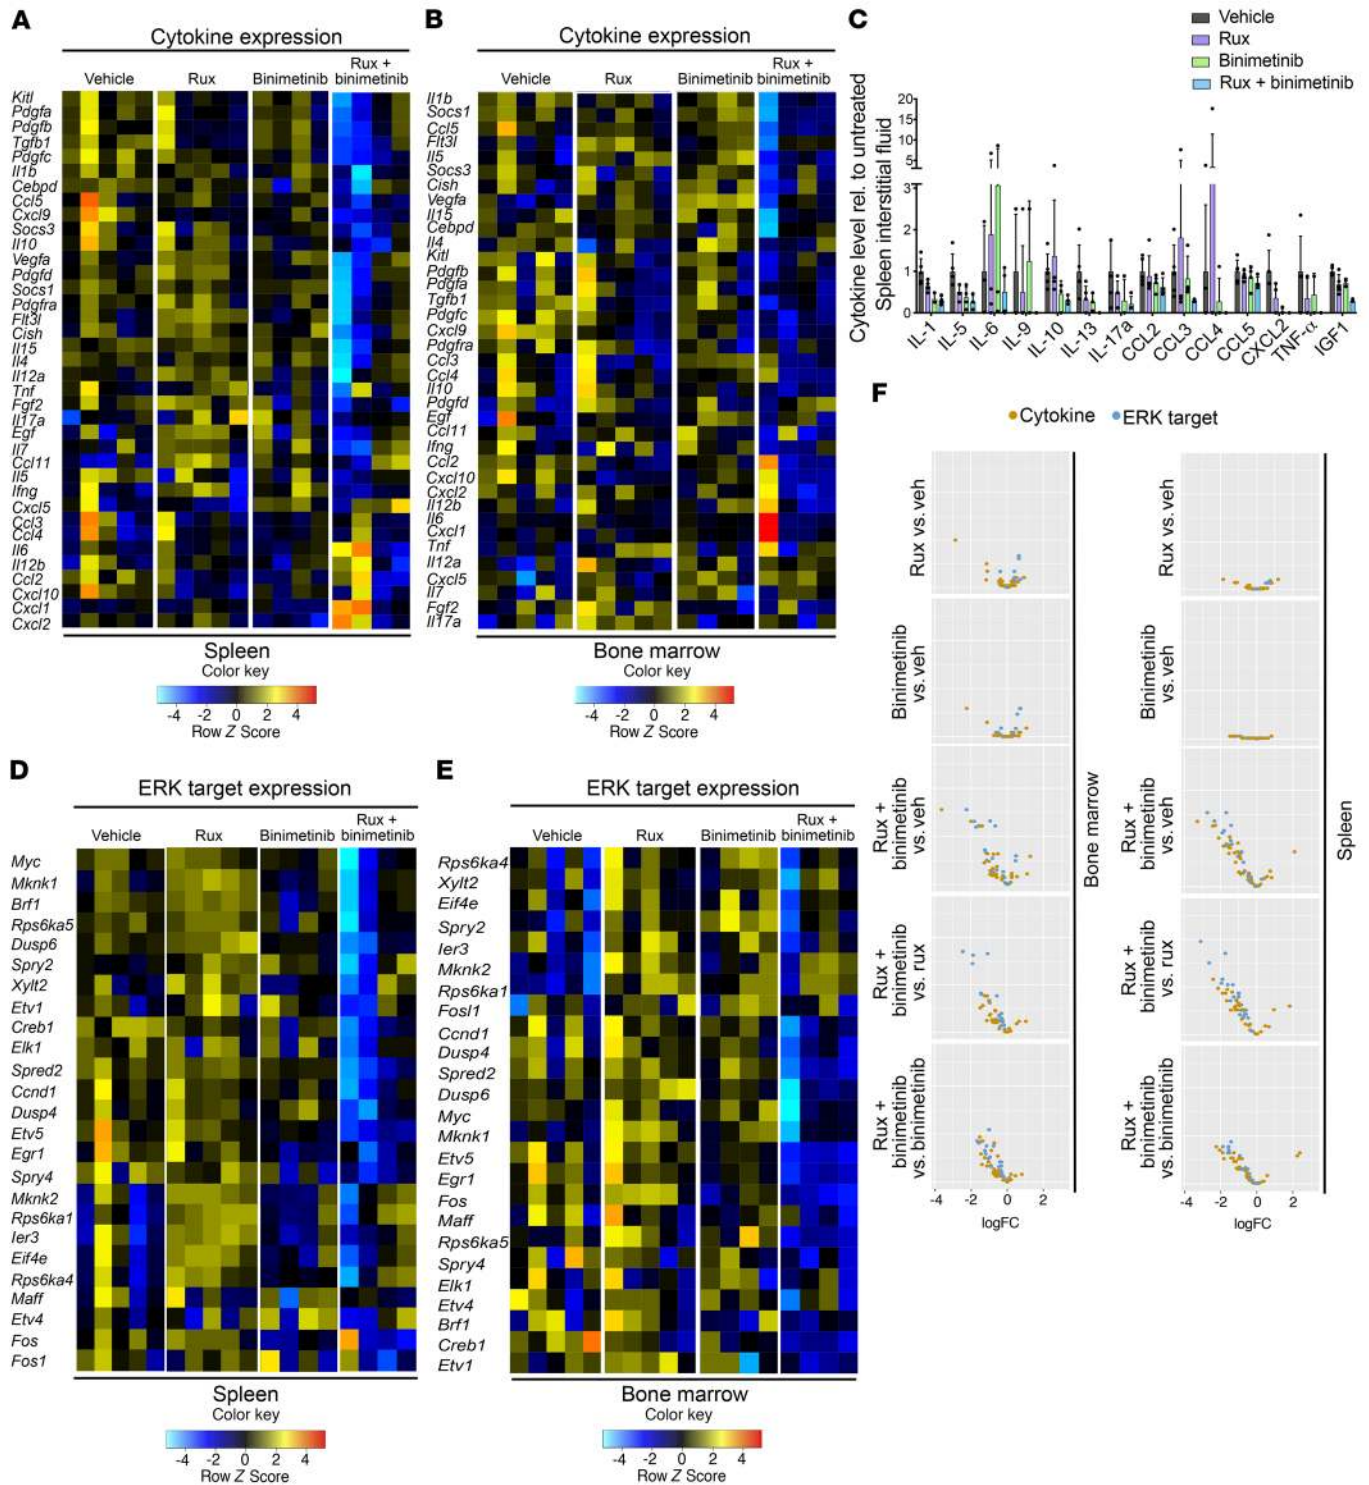 A
Cytokine expression
Vehicle
Rux
Binimetinib
Rux +
binimetinib
Kitl
Pdgfa
Pdgfb
Tgfb1
Pdgfc
Il1b
Cebpd
Ccl5
Cxcl9
Socs3
Il10
Vegfa
Pdgfd
Socs1
Pdgfra
Flt3l
Cish
Il15
Il4
Il12a
Tnf
Fgf2
Il17a
Egf
Il7
Ccl11
Il5
Ifng
Cxcl5
Ccl3
Ccl4
Il6
Il12b
Ccl2
Cxcl10
Cxcl1
Cxcl2
Spleen
Color key
-4 -2 0 2 4
Row Z Score
B
Cytokine expression
Vehicle
Rux
Binimetinib
Rux +
binimetinib
Il1b
Socs1
Ccl5
Flt3l
Il5
Socs3
Cish
Vegfa
Il15
Cebpd
Il4
Kitl
Pdgfb
Pdgfa
Tgfb1
Pdgfc
Cxcl9
Pdgfra
Ccl3
Ccl4
Il10
Pdgfd
Egf
Ccl11
Ifng
Ccl2
Cxcl10
Cxcl2
Il12b
Il6
Cxcl1
Tnf
Il12a
Cxcl5
Il7
Fgf2
Il17a
Bone marrow
Color key
-4 -2 0 2 4
Row Z Score
C
Vehicle
Rux
Binimetinib
Rux + binimetinib
Cytokine level rel. to untreated
Spleen interstitial fluid
20
15
10
5
3
2
1
0
IL-1
IL-5
IL-6
IL-9
IL-10
IL-13
IL-17a
CCL2
CCL3
CCL4
CCL5
CXCL2
TNF-α
IGF1
D
ERK target expression
Vehicle
Rux
Binimetinib
Rux +
binimetinib
Myc
Mknk1
Brf1
Rps6ka5
Dusp6
Spry2
Xylt2
Etv1
Creb1
Elk1
Spred2
Ccnd1
Dusp4
Etv5
Egr1
Spry4
Mknk2
Rps6ka1
Ier3
Eif4e
Rps6ka4
Maff
Etv4
Fos
Fos1
Spleen
Color key
-4 -2 0 2 4
Row Z Score
E
ERK target expression
Vehicle
Rux
Binimetinib
Rux +
binimetinib
Rps6ka4
Xylt2
Eif4e
Spry2
Ier3
Mknk2
Rps6ka1
Fosl1
Ccnd1
Dusp4
Spred2
Dusp6
Myc
Mknk1
Etv5
Egr1
Fos
Maff
Rps6ka5
Spry4
Elk1
Etv4
Brf1
Creb1
Etv1
Bone marrow
Color key
-4 -2 0 2 4
Row Z Score
F
Cytokine
ERK target
Rux vs. veh
Binimetinib
vs. veh
Rux +
binimetinib
vs. veh
Rux +
binimetinib
vs. rux
Rux +
binimetinib
vs. binimetinib
-4 -2 0 2
logFC
Bone marrow
Rux vs. veh
Binimetinib
vs. veh
Rux +
binimetinib
vs. veh
Rux +
binimetinib
vs. rux
Rux +
binimetinib
vs. binimetinib
-4 -2 0 2
logFC
Spleen